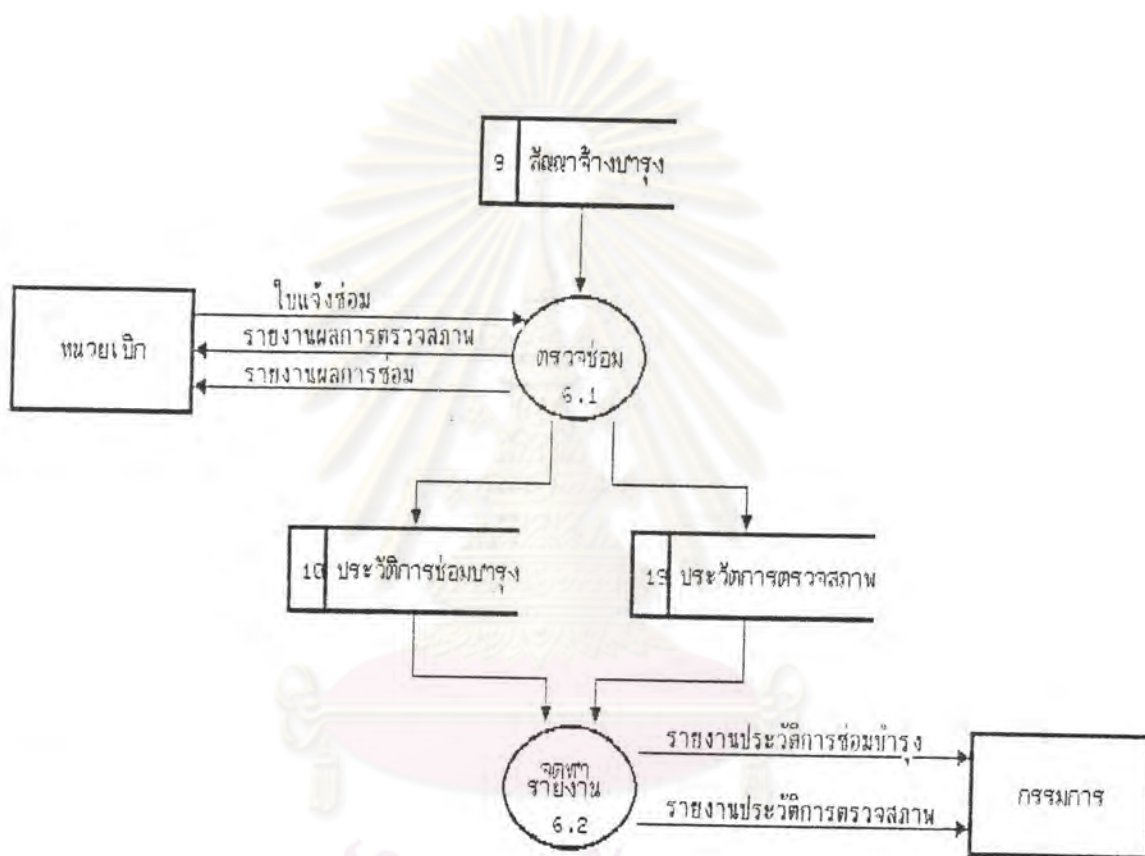 9 สัญญาจ้างบำรุง
ใบแจ้งซ่อม
หน่วยเบิก
รายงานผลการตรวจสภาพ
รายงานผลการซ่อม
ตรวจซ่อม
6.1
10 ประวัติการซ่อมบำรุง
ประวัติการตรวจสภาพ
จัดทำ
รายงาน
6.2
รายงานประวัติการซ่อมบำรุง
รายงานประวัติการตรวจสภาพ
กรรมการ